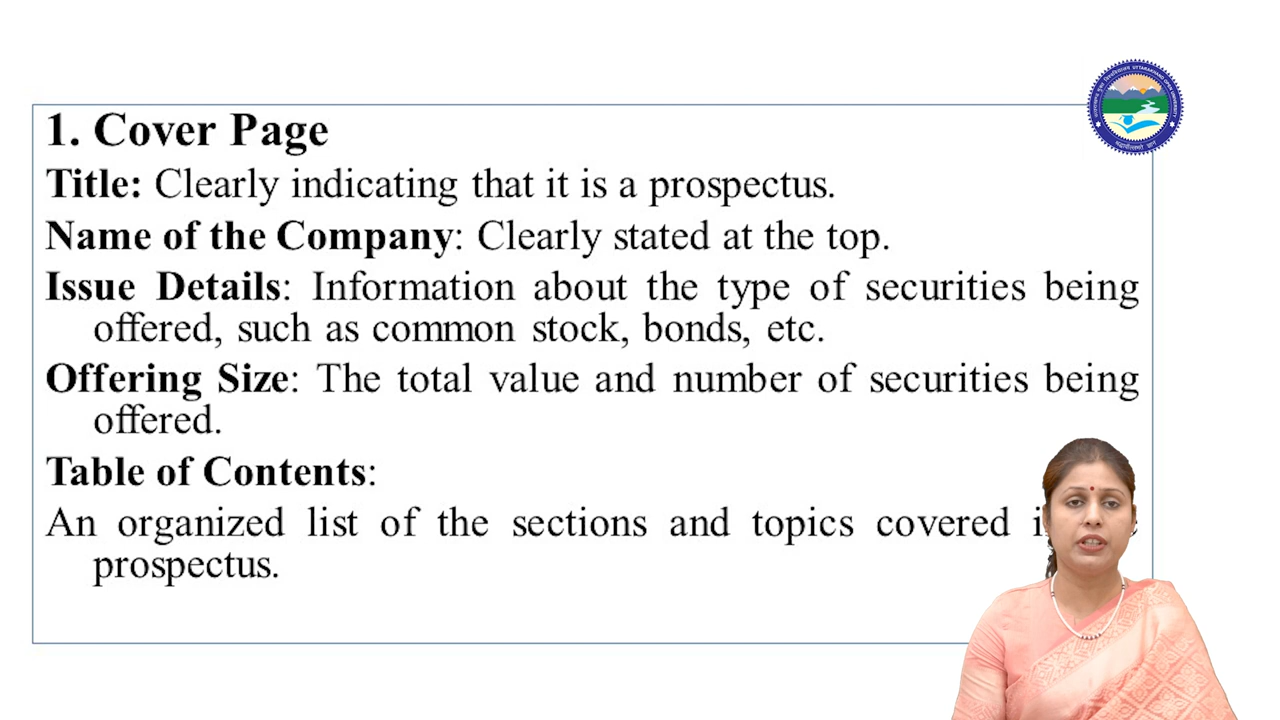 1. Cover Page
Title: Clearly indicating that it is a prospectus.
Name of the Company: Clearly stated at the top.
Issue Details: Information about the type of securities being
offered, such as common stock, bonds, etc.
Offering Size: The total value and number of securities being
offered.
Table of Contents:
An organized list of the sections and topics covered
prospectus.